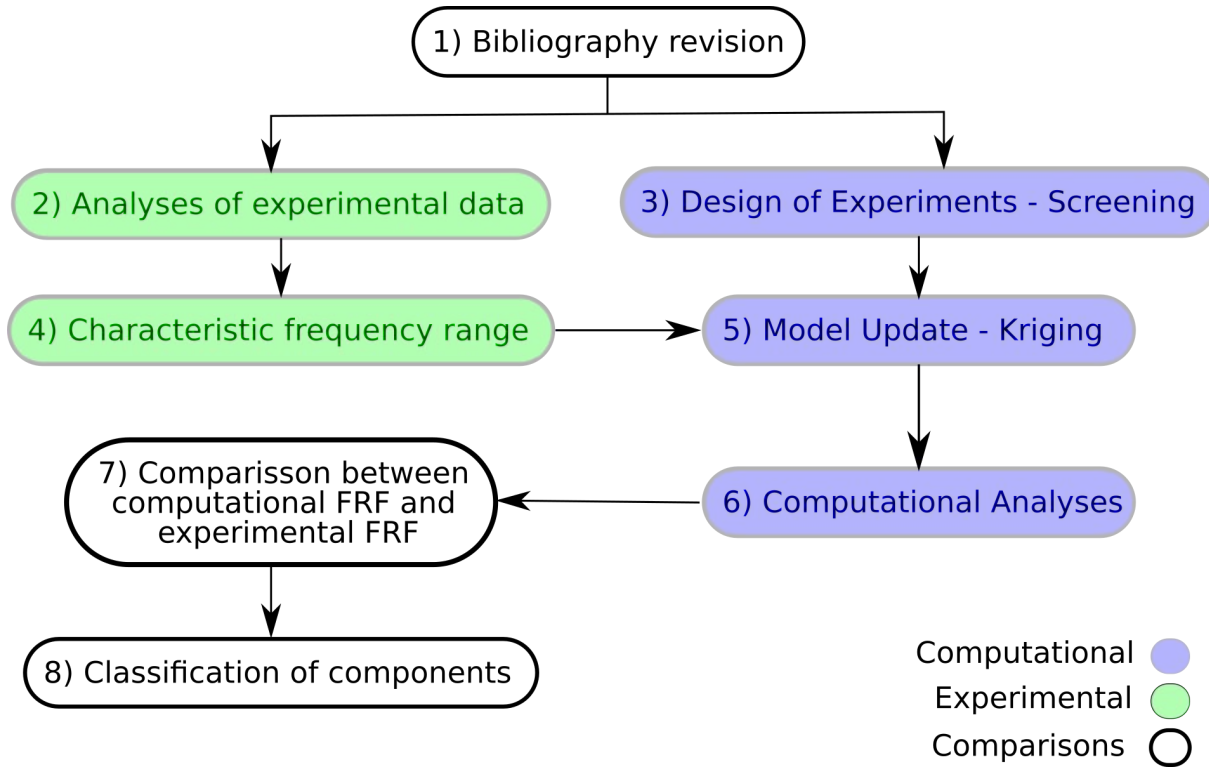 1) Bibliography revision
2) Analyses of experimental data
3) Design of Experiments - Screening
4) Characteristic frequency range
5) Model Update - Kriging
6) Computational Analyses
7) Comparisson between
computational FRF and
experimental FRF
8) Classification of components
Computational
Experimental
Comparisons